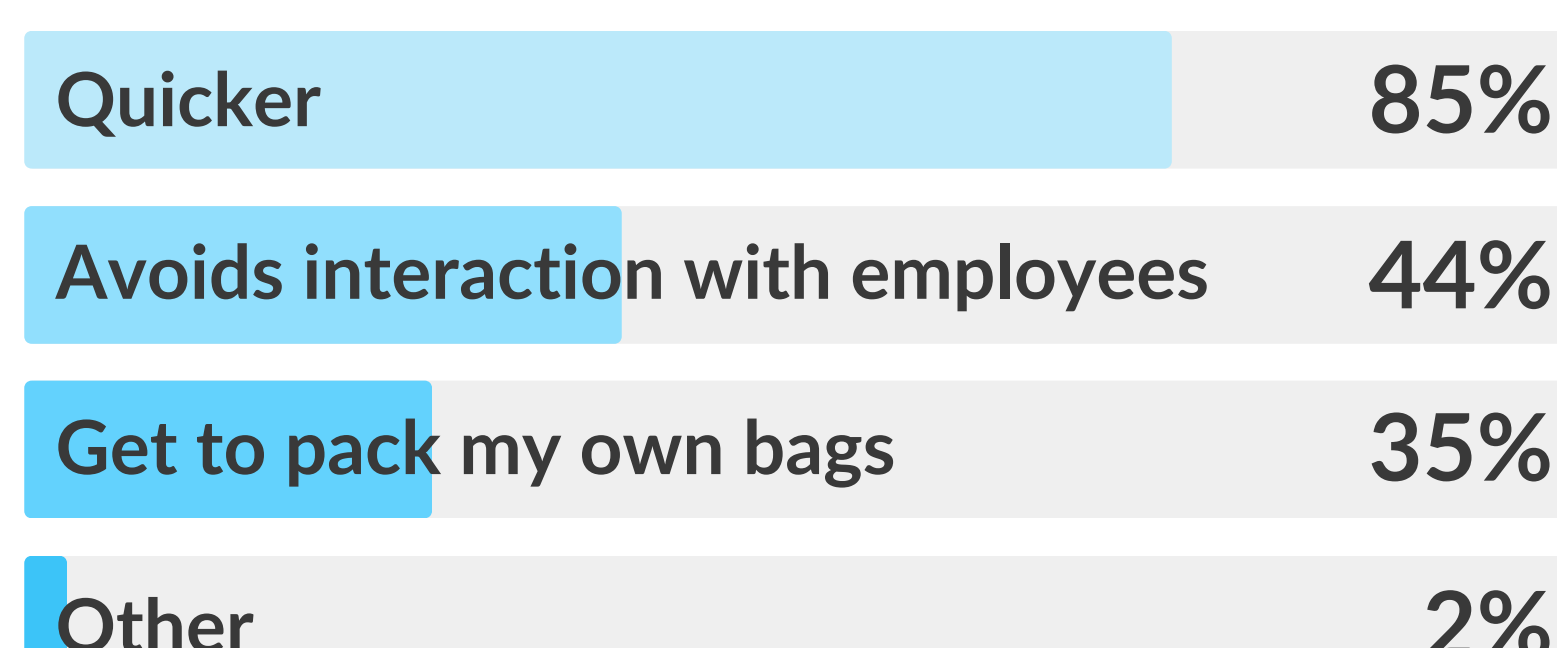 Quicker 85%
Avoids interaction with employees 44%
Get to pack my own bags 35%
Other 2%